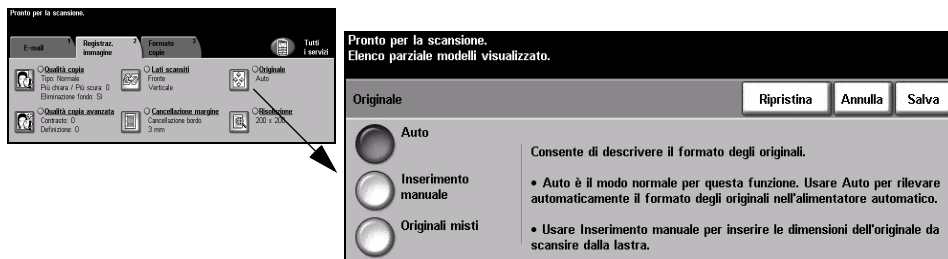 Pronto per la scansione.
E-mail
1
Registraz. immagine
2
Formato copie
3
Tutti i servizi
Qualità copia
Tipo: Normale
Più chiara / Più scura: 0
Eliminazione fondo: Sì
Lati scansiti
Fronte
Verticale
Originale
Auto
Qualità copia avanzata
Contrasto: 0
Definizione: 0
Cancellazione margine
Cancellazione bordo
3 mm
Risoluzione
200 x 200
Pronto per la scansione.
Elenco parziale modelli visualizzato.
Originale
Ripristina
Annulla
Salva
Auto
Inserimento
manuale
Originali misti
Consente di descrivere il formato degli originali.
• Auto è il modo normale per questa funzione. Usare Auto per rilevare
automaticamente il formato degli originali nell'alimentatore automatico.
• Usare Inserimento manuale per inserire le dimensioni dell'originale da
scansire dalla lastra.